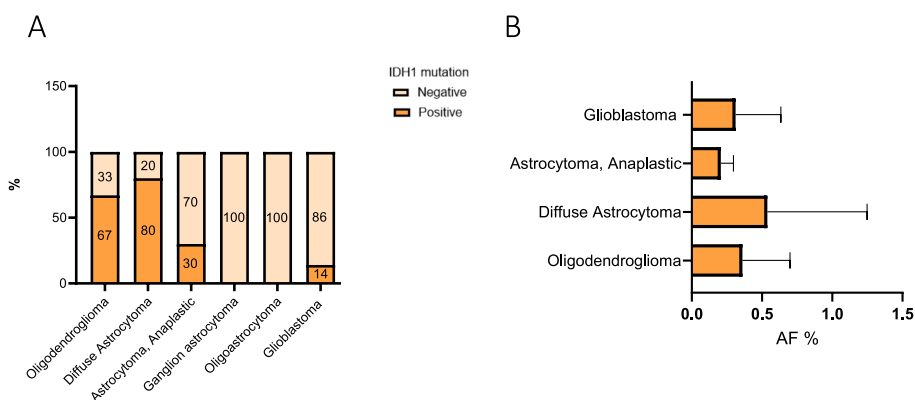 A
IDH1 mutation
Negative
Positive
150
100
50
0
%
33
67
20
80
70
30
100
100
86
14
Oligodendroglioma
Diffuse Astrocytoma
Astrocytoma, Anaplastic
Ganglion astrocytoma
Oligoastrocytoma
Glioblastoma
B
Glioblastoma
Astrocytoma, Anaplastic
Diffuse Astrocytoma
Oligodendroglioma
0.0 0.5 1.0 1.5
AF %